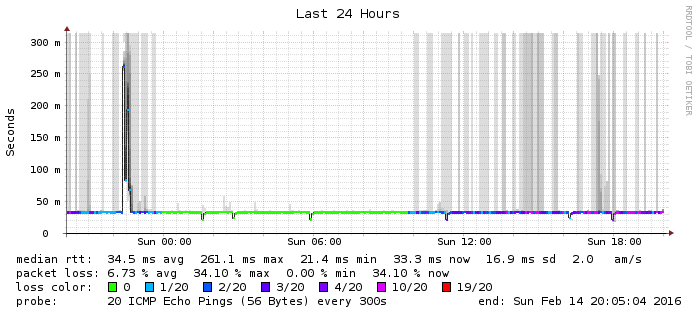 Last 24 Hours
RRDTOOL / TOBI OETIKER
Seconds
300 m
250 m
200 m
150 m
100 m
50 m
0
Sun 00:00 Sun 06:00 Sun 12:00 Sun 18:00
median rtt: 34.5 ms avg 261.1 ms max 21.4 ms min 33.3 ms now 16.9 ms sd 2.0 am/s
packet loss: 6.73 % avg 34.10 % max 0.00 % min 34.10 % now
loss color: 0 1/20 2/20 3/20 4/20 10/20 19/20
probe: 20 ICMP Echo Pings (56 Bytes) every 300s end: Sun Feb 14 20:05:04 2016